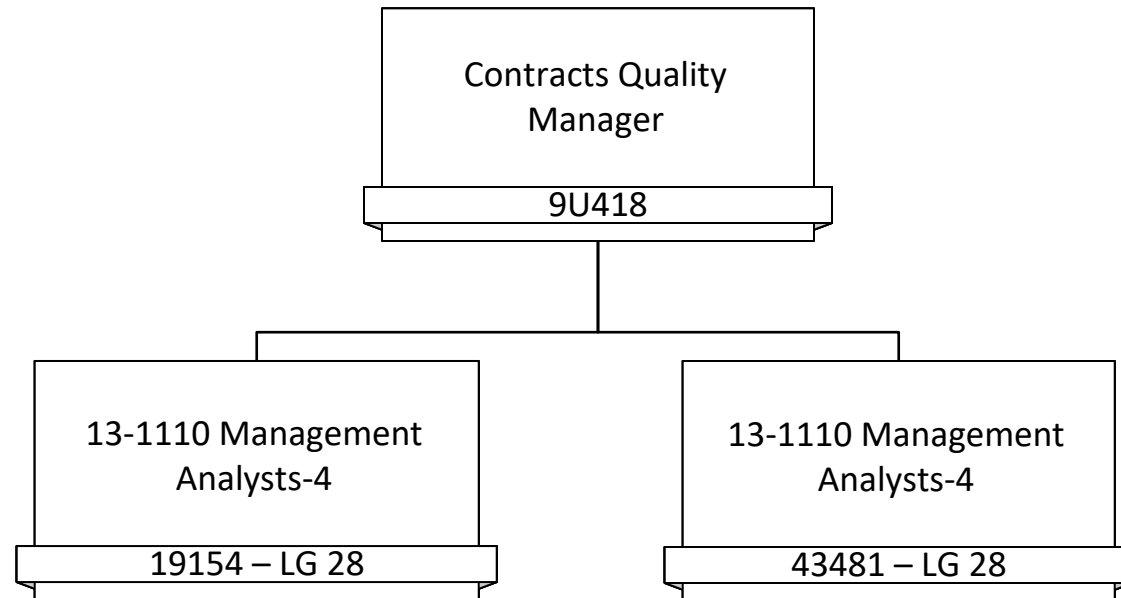 Contracts Quality
Manager
9U418
13-1110 Management
Analysts-4
19154 – LG 28
13-1110 Management
Analysts-4
43481 – LG 28